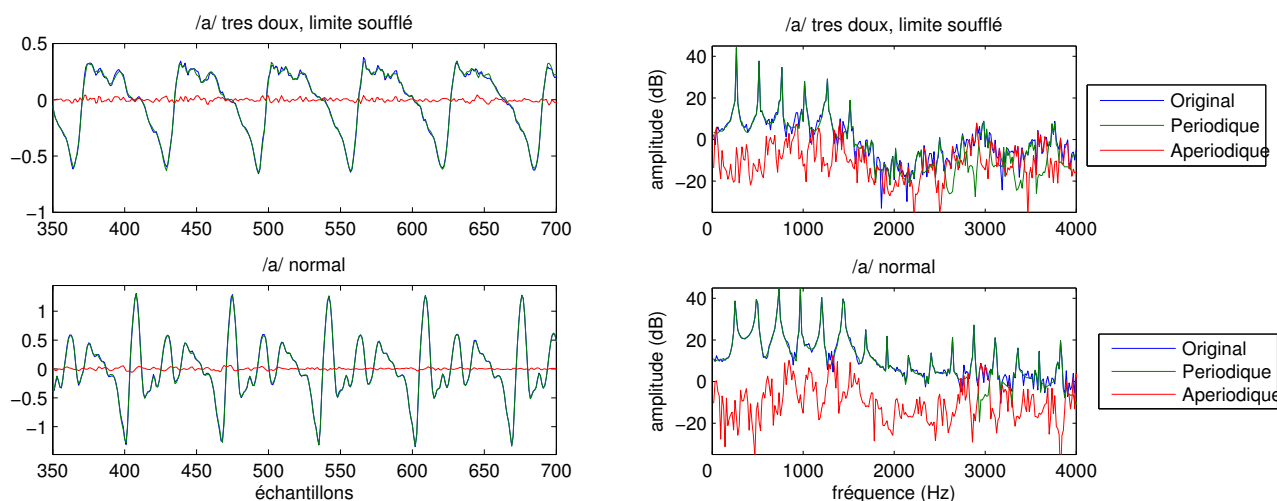 /a/ tres doux, limite soufflé
0.5
0
−0.5
−1
350 400 450 500 550 600 650 700
/a/ normal
1
0.5
0
−0.5
−1
350 400 450 500 550 600 650 700
échantillons
/a/ tres doux, limite soufflé
amplitude (dB)
40
20
0
−20
0 1000 2000 3000 4000
Original
Periodique
Aperiodique
/a/ normal
amplitude (dB)
40
20
0
−20
0 1000 2000 3000 4000
fréquence (Hz)
Original
Periodique
Aperiodique